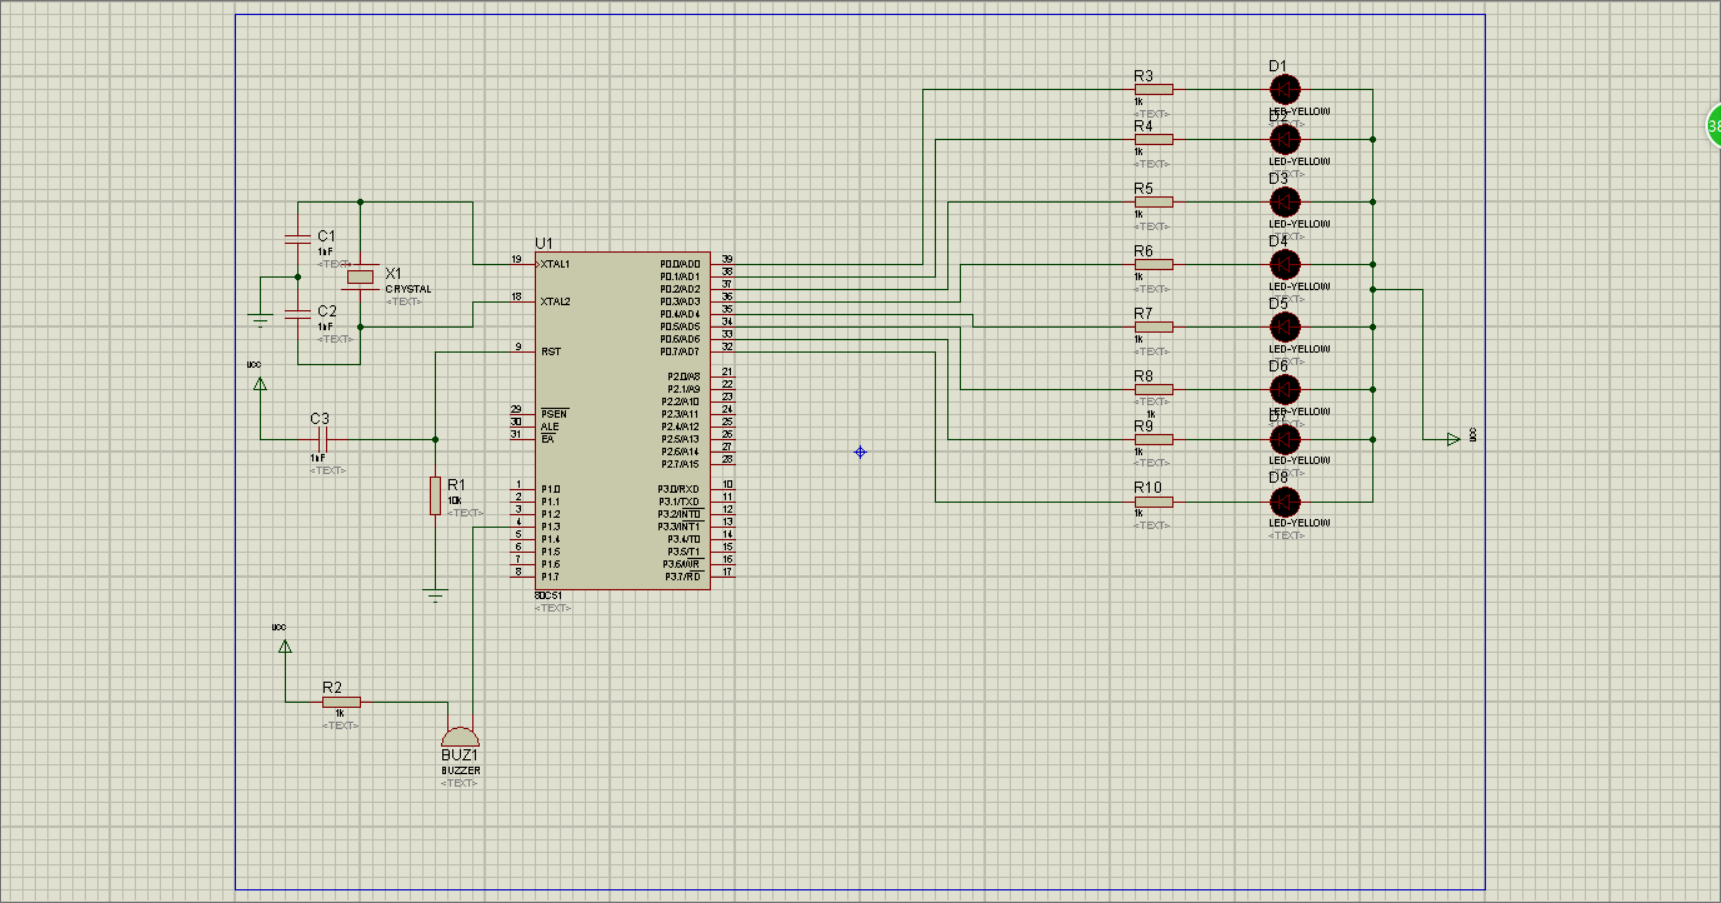 D1
R3
1k
<TEXT>
LED-YELLOW
<TEXT>
D2
R4
1k
<TEXT>
LED-YELLOW
<TEXT>
D3
R5
1k
<TEXT>
LED-YELLOW
<TEXT>
D4
R6
1k
<TEXT>
LED-YELLOW
<TEXT>
D5
R7
1k
<TEXT>
LED-YELLOW
<TEXT>
D6
R8
<TEXT>
1k
LED-YELLOW
D7
R9
1k
<TEXT>
LED-YELLOW
<TEXT>
D8
R10
1k
<TEXT>
LED-YELLOW
<TEXT>
VCC
38
C1
1nF
<TEXT>
X1
CRYSTAL
<TEXT>
C2
1nF
<TEXT>
VCC
C3
1nF
<TEXT>
R1
10k
<TEXT>
U1
19 XTAL1 P0.0/AD0 39
P0.1/AD1 38
P0.2/AD2 37
18 XTAL2 P0.3/AD3 36
P0.4/AD4 35
P0.5/AD5 34
P0.6/AD6 33
9 RST P0.7/AD7 32
P2.0/A8 21
P2.1/A9 22
P2.2/A10 23
29 PSEN P2.3/A11 24
30 ALE P2.4/A12 25
31 EA P2.5/A13 26
P2.6/A14 27
P2.7/A15 28
1 P1.0 P3.0/RXD 10
2 P1.1 P3.1/TXD 11
3 P1.2 P3.2/INT0 12
4 P1.3 P3.3/INT1 13
5 P1.4 P3.4/T0 14
6 P1.5 P3.5/T1 15
7 P1.6 P3.6/WR 16
8 P1.7 P3.7/RD 17
80C51
<TEXT>
VCC
R2
1k
<TEXT>
BUZ1
BUZZER
<TEXT>